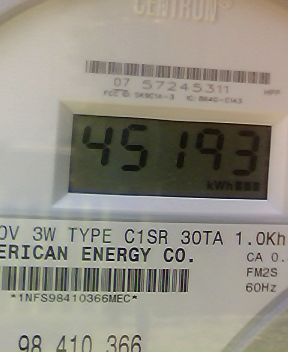 CENTRON®
07 57245311
HPP
45193
kWh
0V 3W TYPE C1SR 30TA 1.0Kh
ERICAN ENERGY CO.
CA 0.
FM2S
*1NFS98410366MEC*
60Hz
98 410 366